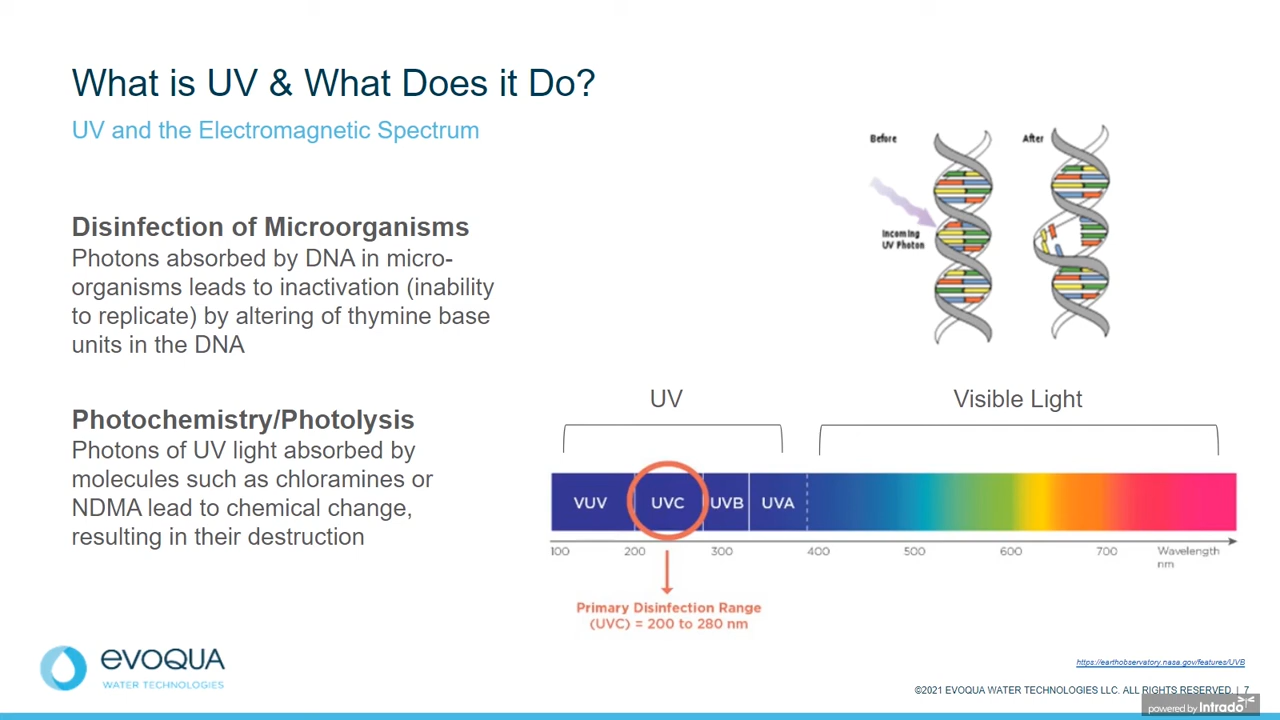 What is UV & What Does it Do?
UV and the Electromagnetic Spectrum
Disinfection of Microorganisms
Photons absorbed by DNA in micro-
organisms leads to inactivation (inability
to replicate) by altering of thymine base
units in the DNA
Photochemistry/Photolysis
Photons of UV light absorbed by
molecules such as chloramines or
NDMA lead to chemical change,
resulting in their destruction
Before
After
Incoming
UV Photon
UV
Visible Light
VUV UVC UVB UVA
100 200 300 400 500 600 700 Wavelength
nm
Primary Disinfection Range
(UVC) = 200 to 280 nm
evoqua
WATER TECHNOLOGIES
https://earthobservatory.nasa.gov/features/UVB
©2021 EVOQUA WATER TECHNOLOGIES LLC. ALL RIGHTS RESERVED. | 7
powered by Intrado